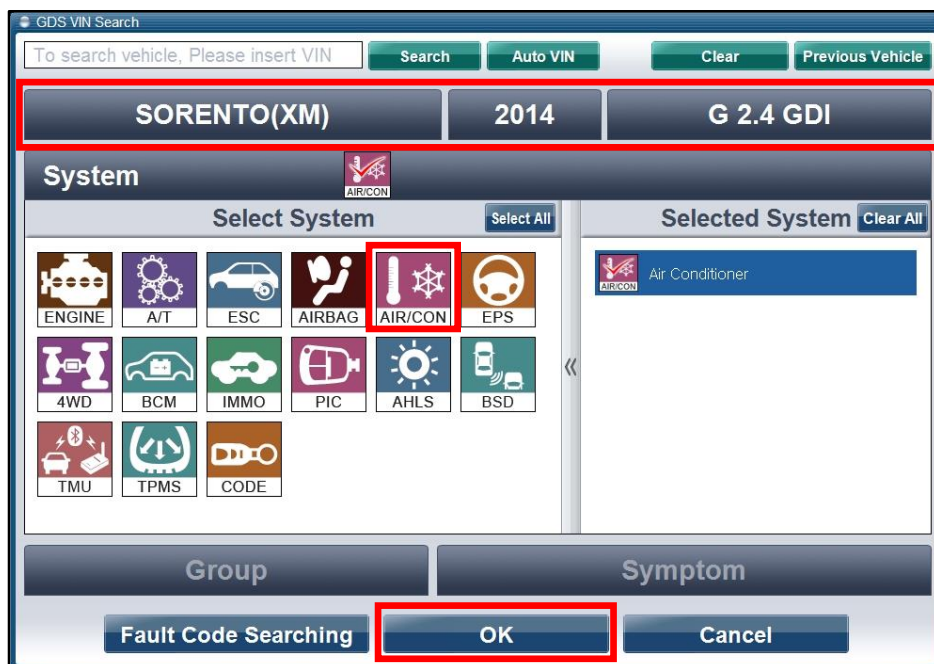 GDS VIN Search
To search vehicle, Please insert VIN Search Auto VIN Clear Previous Vehicle
SORENTO(XM) 2014 G 2.4 GDI
System AIR/CON
Select System Select All Selected System Clear All
AIR/CON Air Conditioner
ENGINE A/T ESC AIRBAG AIR/CON EPS
4WD BCM IMMO PIC AHLS BSD
TMU TPMS CODE
Group Symptom
Fault Code Searching OK Cancel